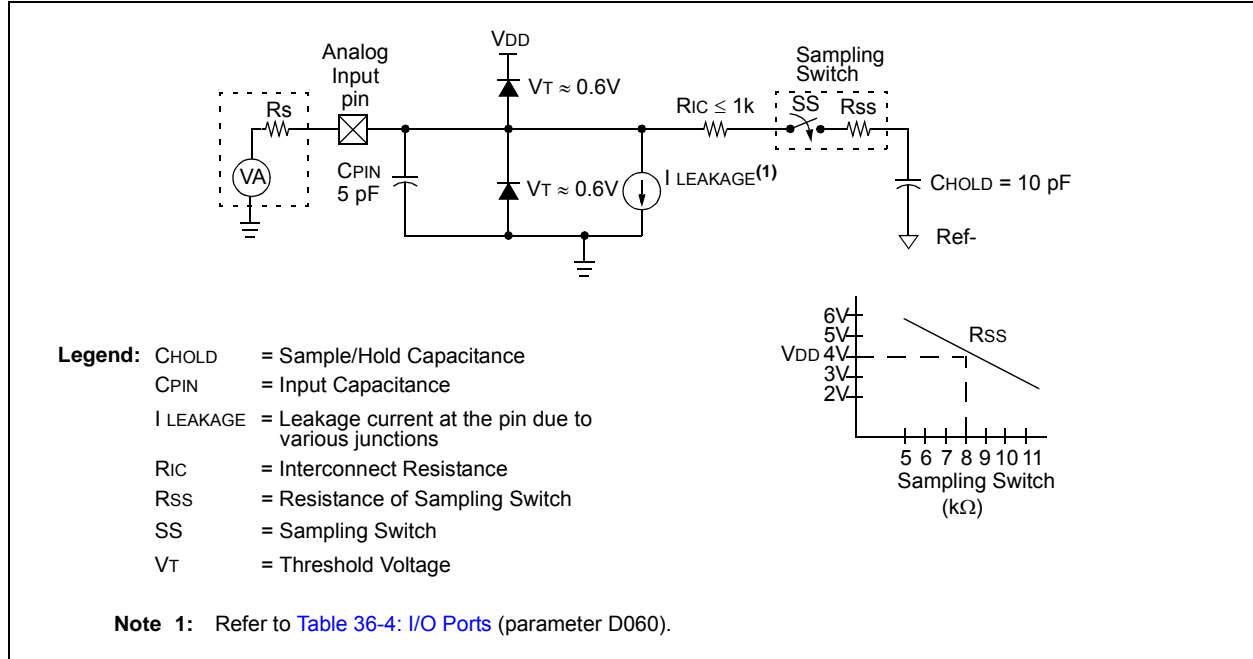 VDD
Analog
Input
pin
Sampling
Switch
VT ≈ 0.6V
Rs
RIC ≤ 1k
SS
Rss
VA
CPIN
5 pF
VT ≈ 0.6V
I LEAKAGE(1)
CHOLD = 10 pF
Ref-
6V
5V
VDD 4V
3V
2V
RSS
5 6 7 8 9 10 11
Sampling Switch
(kΩ)
Legend: CHOLD = Sample/Hold Capacitance
CPIN = Input Capacitance
I LEAKAGE = Leakage current at the pin due to
various junctions
RIC = Interconnect Resistance
RSS = Resistance of Sampling Switch
SS = Sampling Switch
VT = Threshold Voltage
Note 1: Refer to Table 36-4: I/O Ports (parameter D060).